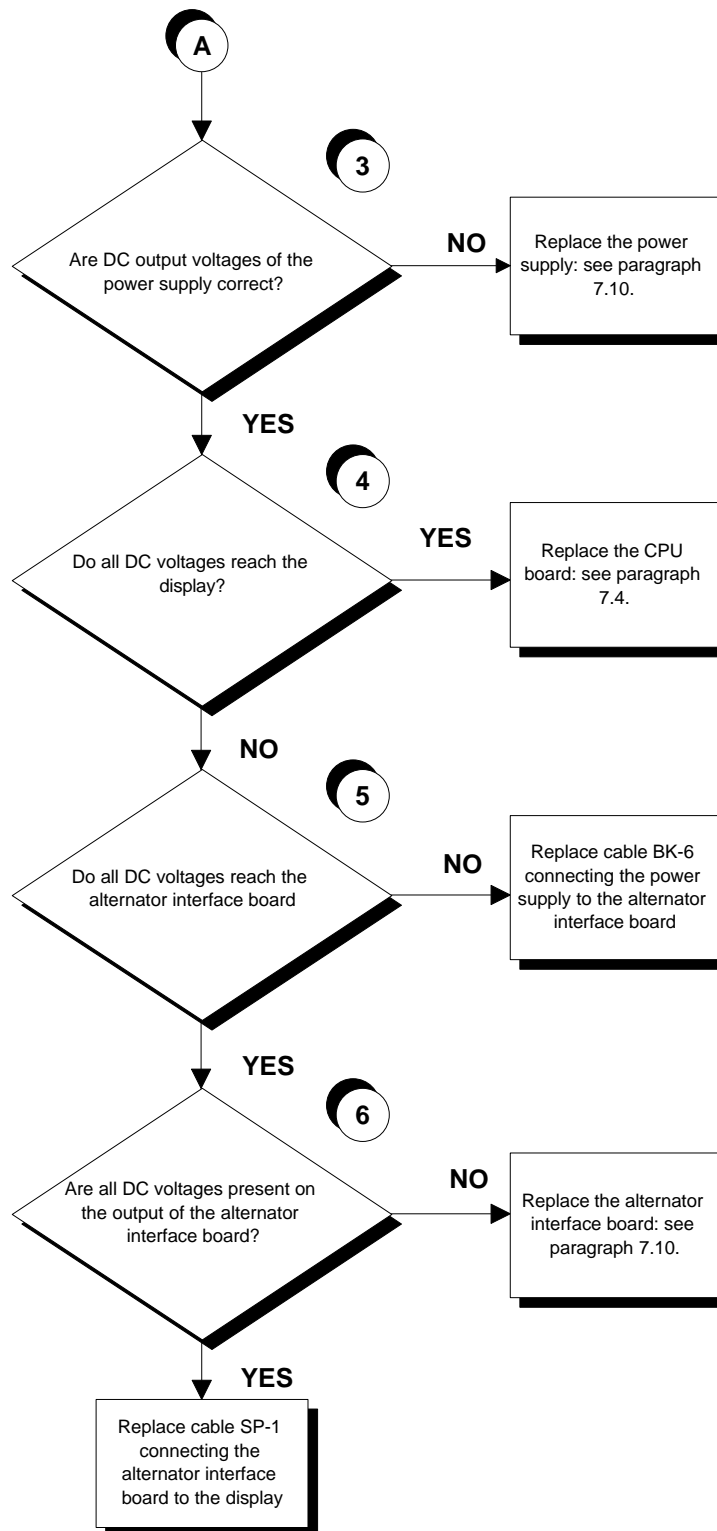 A
3
Are DC output voltages of the
power supply correct?
NO
Replace the power
supply: see paragraph
7.10.
YES
4
Do all DC voltages reach the
display?
YES
Replace the CPU
board: see paragraph
7.4.
NO
5
Do all DC voltages reach the
alternator interface board
NO
Replace cable BK-6
connecting the power
supply to the alternator
interface board
YES
6
Are all DC voltages present on
the output of the alternator
interface board?
NO
Replace the alternator
interface board: see
paragraph 7.10.
YES
Replace cable SP-1
connecting the
alternator interface
board to the display